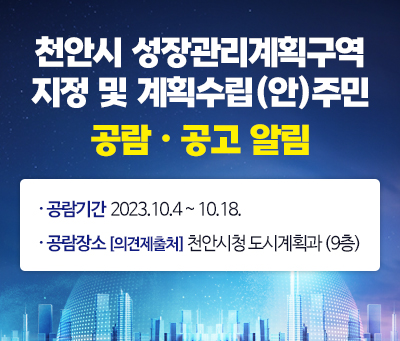 천안시 성장관리계획구역
지정 및 계획수립(안)주민
공람 · 공고 알림
· 공람기간 2023.10.4 ~ 10.18.
· 공람장소 [의견제출처] 천안시청 도시계획과 (9층)